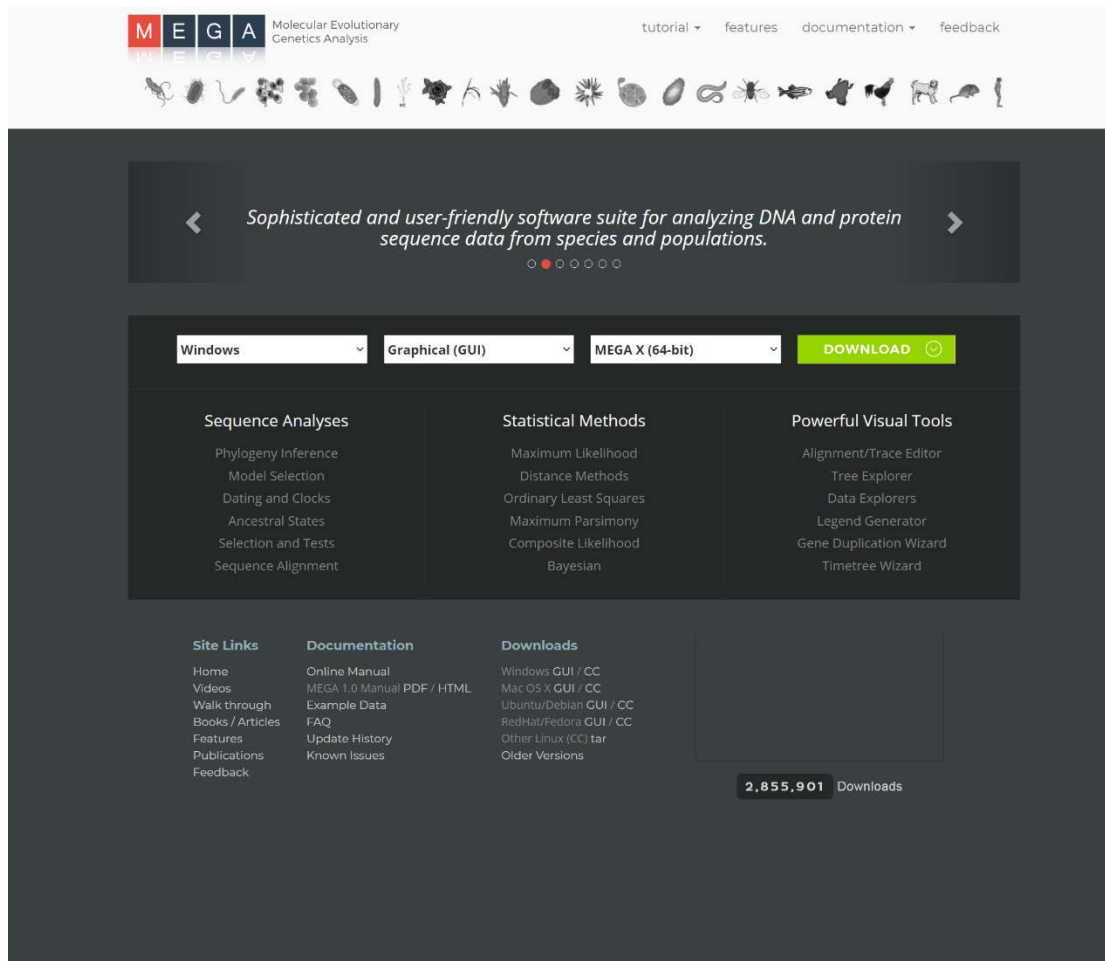 M E G A
Molecular Evolutionary
Genetics Analysis
tutorial
features
documentation
feedback
Sophisticated and user-friendly software suite for analyzing DNA and protein
sequence data from species and populations.
Windows
Graphical (GUI)
MEGA X (64-bit)
DOWNLOAD
Sequence Analyses
Phylogeny Inference
Model Selection
Dating and Clocks
Ancestral States
Selection and Tests
Sequence Alignment
Statistical Methods
Maximum Likelihood
Distance Methods
Ordinary Least Squares
Maximum Parsimony
Composite Likelihood
Bayesian
Powerful Visual Tools
Alignment/Trace Editor
Tree Explorer
Data Explorers
Legend Generator
Gene Duplication Wizard
Timetree Wizard
Site Links
Home
Videos
Walk through
Books / Articles
Features
Publications
Feedback
Documentation
Online Manual
MEGA 1.0 Manual PDF / HTML
Example Data
FAQ
Update History
Known Issues
Downloads
Windows GUI / CC
Mac OS X GUI / CC
Ubuntu/Debian GUI / CC
RedHat/Fedora GUI / CC
Other Linux (CC) tar
Older Versions
2,855,901 Downloads